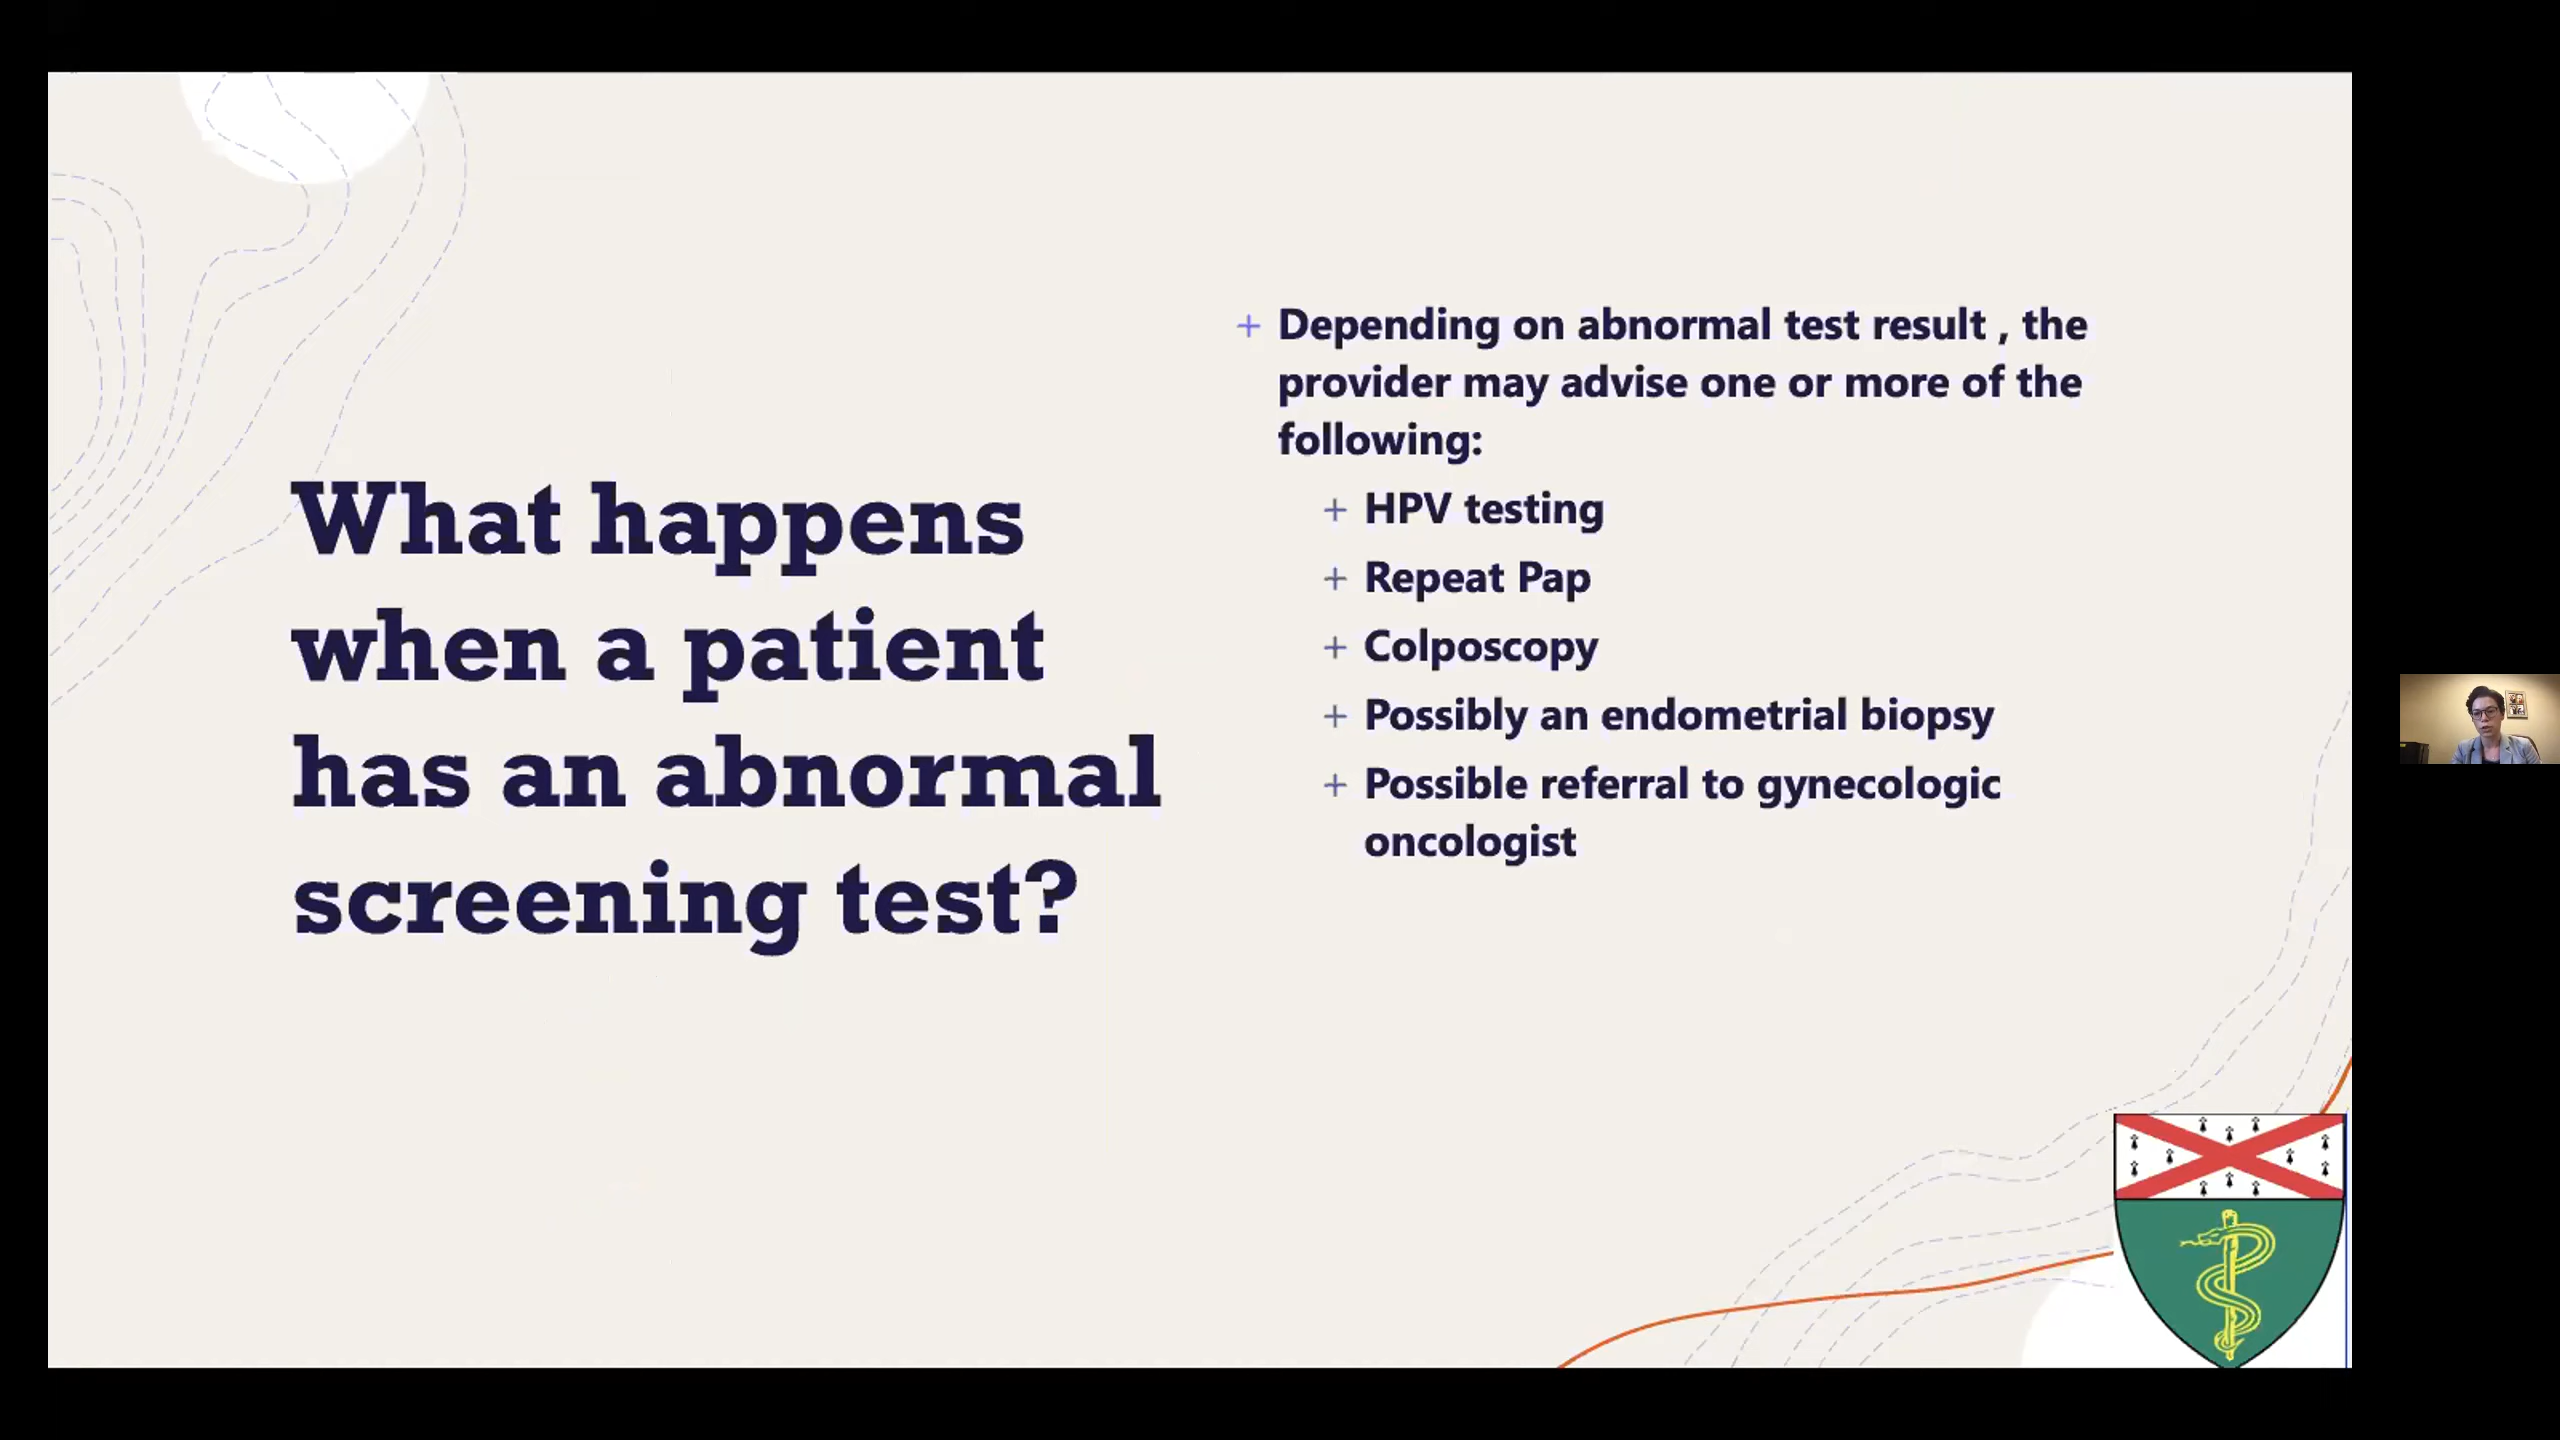 What happens
when a patient
has an abnormal
screening test?
+ Depending on abnormal test result , the
provider may advise one or more of the
following:
+ HPV testing
+ Repeat Pap
+ Colposcopy
+ Possibly an endometrial biopsy
+ Possible referral to gynecologic
oncologist